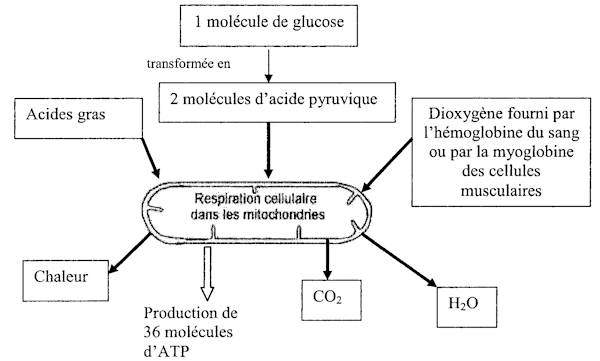 1 molécule de glucose
transformée en
2 molécules d'acide pyruvique
Acides gras
Dioxygène fourni par
l'hémoglobine du sang
ou par la myoglobine
des cellules
musculaires
Respiration cellulaire
dans les mitochondries
Chaleur
Production de
36 molécules
d'ATP
CO₂
H₂O